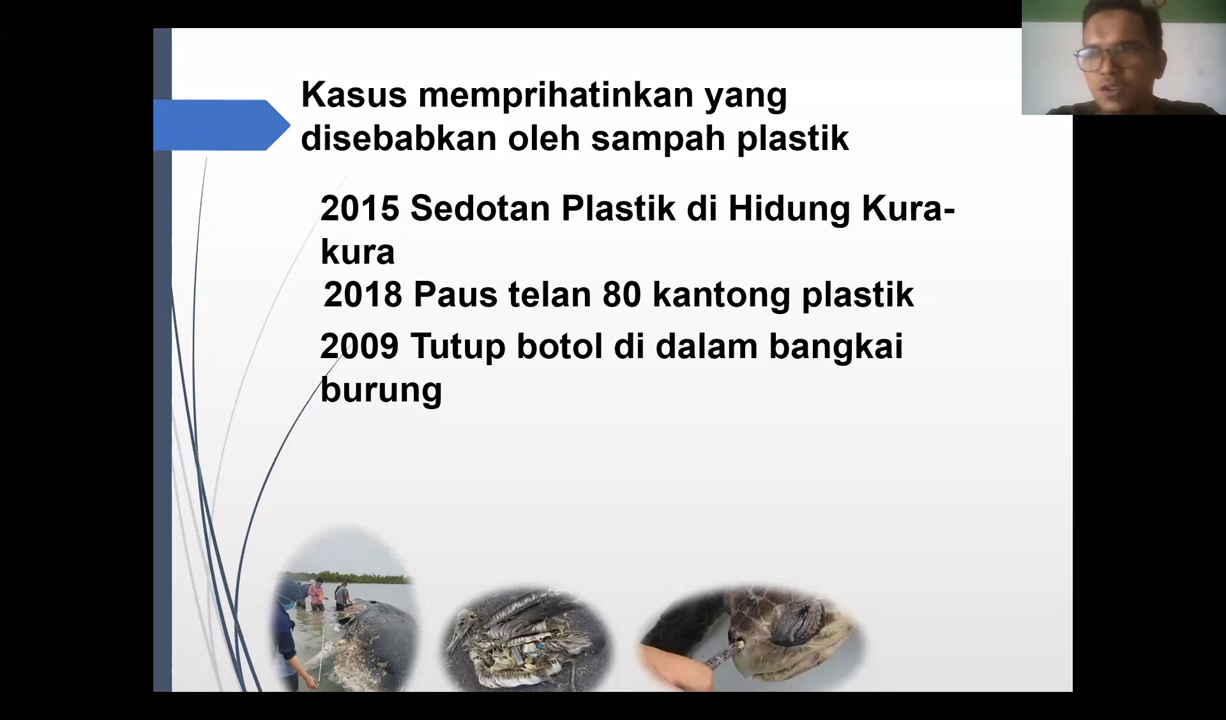 Kasus memprihatinkan yang
disebabkan oleh sampah plastik
2015 Sedotan Plastik di Hidung Kura-
kura
2018 Paus telan 80 kantong plastik
2009 Tutup botol di dalam bangkai
burung